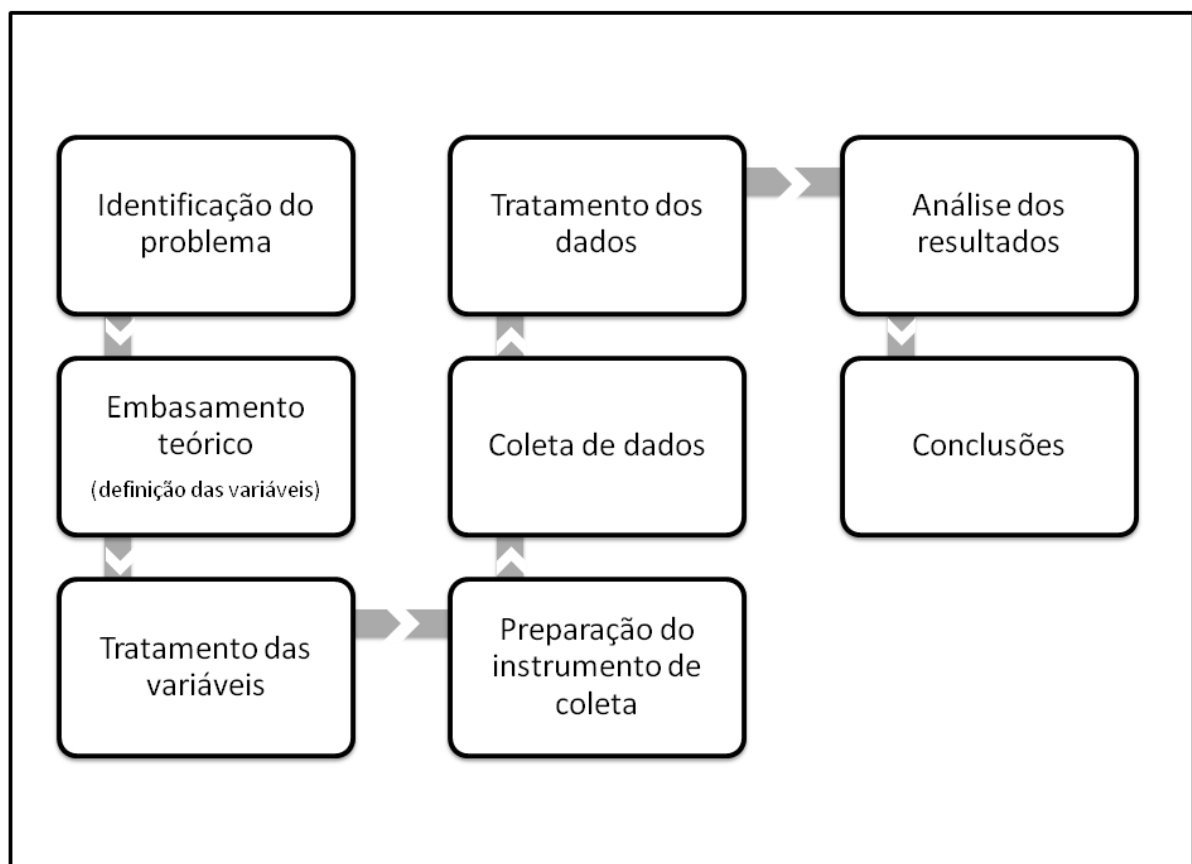 Identificação do
problema
Embasamento
teórico
(definição das variáveis)
Tratamento das
variáveis
Preparação do
instrumento de
coleta
Coleta de dados
Tratamento dos
dados
Análise dos
resultados
Conclusões